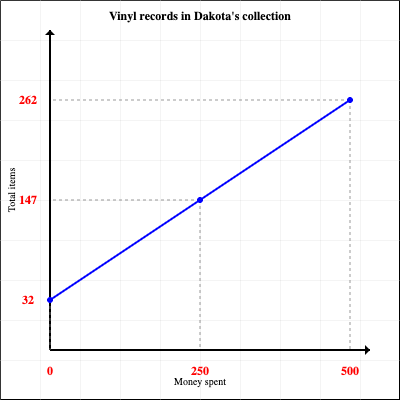 Vinyl records in Dakota's collection
262
147
32
Total items
0
250
500
Money spent